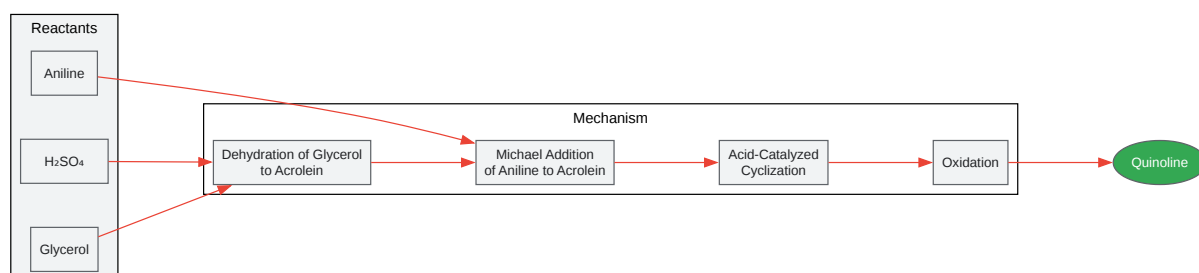 Reactants
Aniline
H₂SO₄
Glycerol
Mechanism
Dehydration of Glycerol
to Acrolein
Michael Addition
of Aniline to Acrolein
Acid-Catalyzed
Cyclization
Oxidation
Quinoline